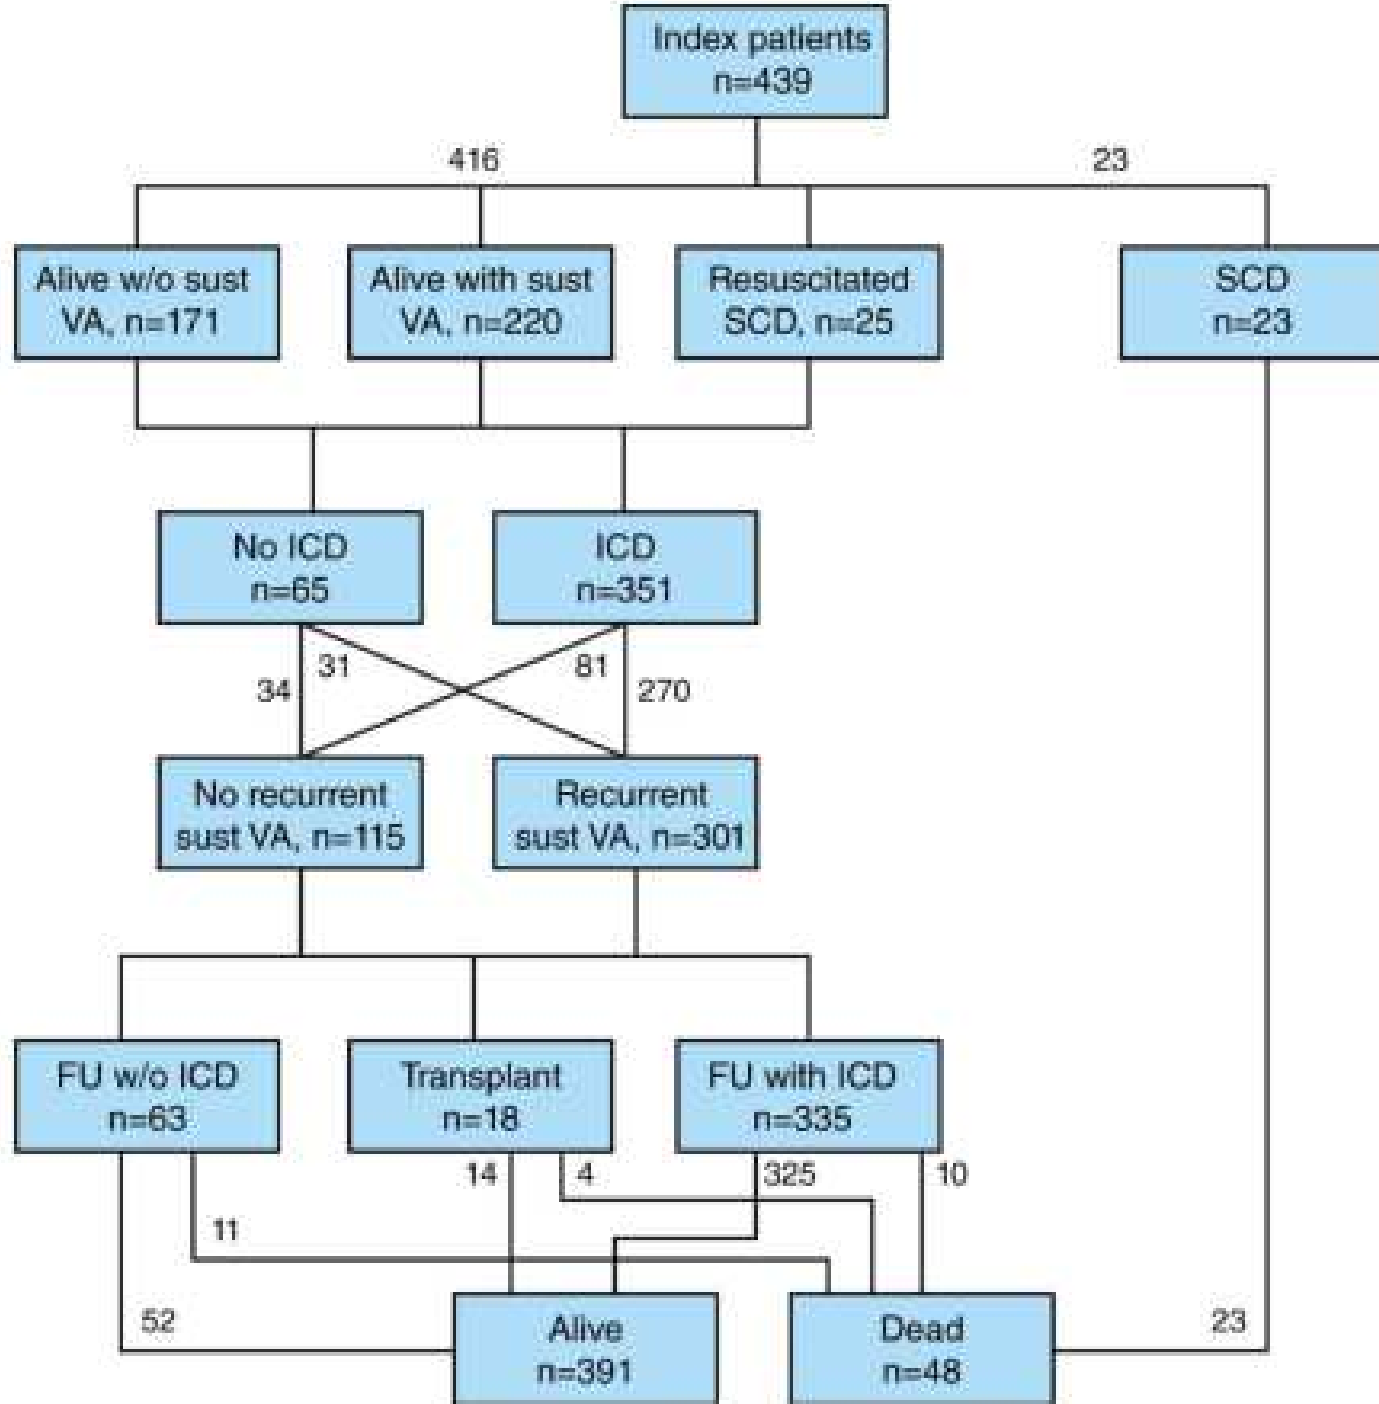 Index patients
n=439
416
23
Alive w/o sust
VA, n=171
Alive with sust
VA, n=220
Resuscitated
SCD, n=25
SCD
n=23
No ICD
n=65
ICD
n=351
34
31
81
270
No recurrent
sust VA, n=115
Recurrent
sust VA, n=301
FU w/o ICD
n=63
Transplant
n=18
FU with ICD
n=335
14
4
325
10
11
52
23
Alive
n=391
Dead
n=48